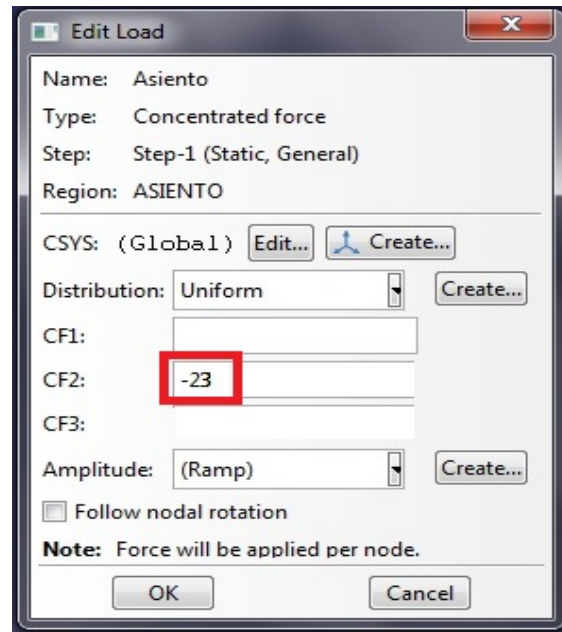 Edit Load
Name: Asiento
Type: Concentrated force
Step: Step-1 (Static, General)
Region: ASIENTO
CSYS: (Global) Edit... Create...
Distribution: Uniform Create...
CF1:
CF2: -23
CF3:
Amplitude: (Ramp) Create...
Follow nodal rotation
Note: Force will be applied per node.
OK Cancel